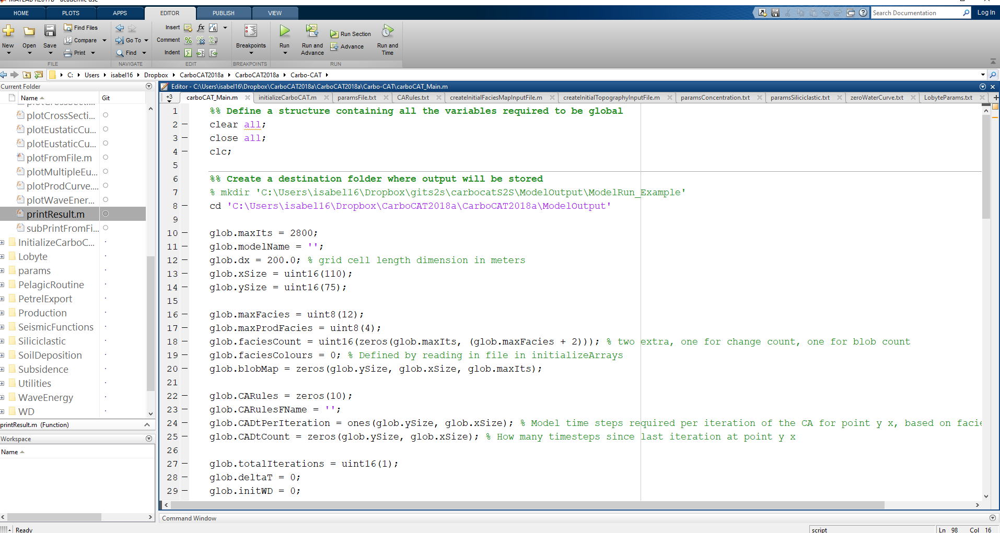 HOME PLOTS APPS EDITOR PUBLISH VIEW
Search Documentation Log In
New Open Save Find Files Compare Print
Go To Find
Insert Comment Indent
Breakpoints
Run Run and Advance Run Section Advance Run and Time
FILE NAVIGATE EDIT BREAKPOINTS RUN
C: Users isabel16 Dropbox CarboCAT2018a CarboCAT2018a Carbo-CAT
Current Folder
Name Git
plotCrossSecti...
plotEustaticCu...
plotEustaticCu...
plotFromFile.m
plotMultipleEu...
plotProdCurve....
plotWaveEner...
printResult.m
subPrintFromFi...
InitializeCarboC...
Lobyte
params
PelagicRoutine
PetrelExport
Production
SeismicFunctions
Siliciclastic
SoilDeposition
Subsidence
Utilities
WaveEnergy
WD
printResult.m (Function)
Workspace
Name
Editor - C:\Users\isabel16\Dropbox\CarboCAT2018a\CarboCAT2018a\Carbo-CAT\carboCAT_Main.m
+3 carboCAT_Main.m initializeCarboCAT.m paramsFile.txt CARules.txt createInitialFaciesMapInputFile.m createInitialTopographyInputFile.m paramsConcentration.txt paramsSiliciclastic.txt zeroWaterCurve.txt LobyteParams.txt
1 %% Define a structure containing all the variables required to be global
2 clear all;
3 close all;
4 clc;
5
6 %% Create a destination folder where output will be stored
7 % mkdir 'C:\Users\isabel16\Dropbox\gits2s\carbocatS2S\ModelOutput\ModelRun_Example'
8 cd 'C:\Users\isabel16\Dropbox\CarboCAT2018a\CarboCAT2018a\ModelOutput'
9
10 glob.maxIts = 2800;
11 glob.modelName = '';
12 glob.dx = 200.0; % grid cell length dimension in meters
13 glob.xSize = uint16(110);
14 glob.ySize = uint16(75);
15
16 glob.maxFacies = uint8(12);
17 glob.maxProdFacies = uint8(4);
18 glob.faciesCount = uint16(zeros(glob.maxIts, (glob.maxFacies + 2))); % two extra, one for change count, one for blob count
19 glob.faciesColours = 0; % Defined by reading in file in initializeArrays
20 glob.blobMap = zeros(glob.ySize, glob.xSize, glob.maxIts);
21
22 glob.CARules = zeros(10);
23 glob.CARulesFName = '';
24 glob.CADtPerIteration = ones(glob.ySize, glob.xSize); % Model time steps required per iteration of the CA for point y x, based on facie
25 glob.CADtCount = zeros(glob.ySize, glob.xSize); % How many timesteps since last iteration at point y x
26
27 glob.totalIterations = uint16(1);
28 glob.deltaT = 0;
29 glob.initWD = 0;
Command Window
Ready script Ln 98 Col 16